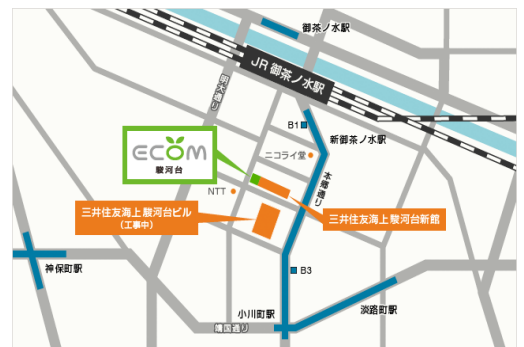 御茶ノ水駅
JR 御茶ノ水駅
明大通り
B1
新御茶ノ水駅
ecom
駿河台
ニコライ堂
本郷通り
NTT
三井住友海上 駿河台ビル
(工事中)
三井住友海上 駿河台新館
神保町駅
B3
小川町駅
淡路町駅
靖国通り